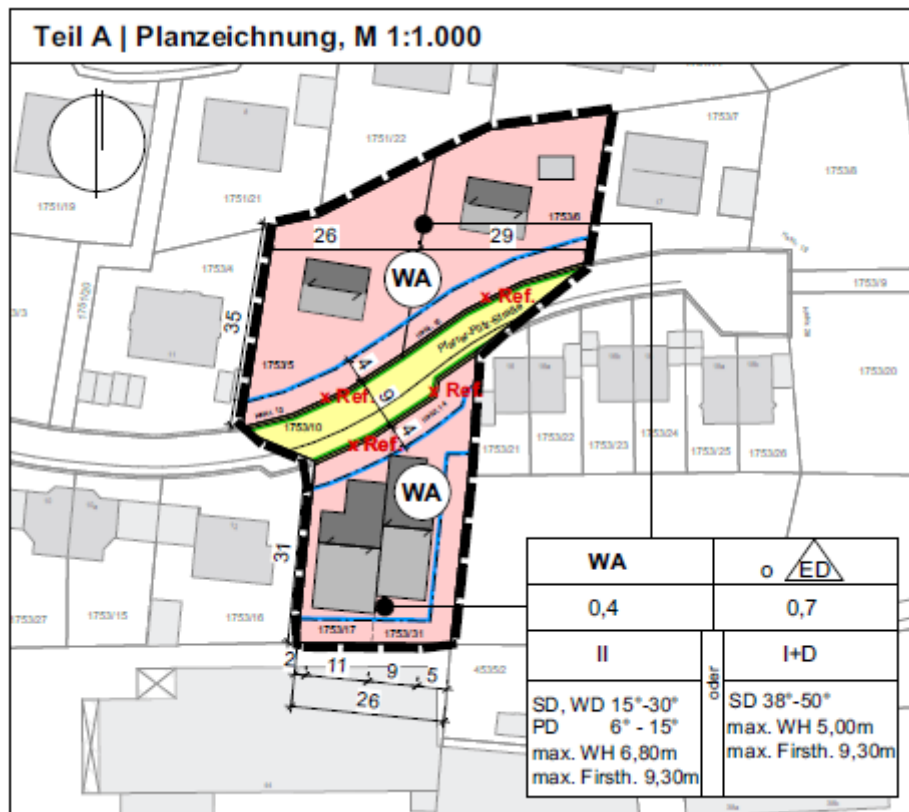 Teil A | Planzeichnung, M 1:1.000
1753/7
1751/22
1753/8
1751/19
1751/21
1753/6
26
29
1753/4
WA
1753/9
1751/20
x Ref.
35
1753/5
4
1753/20
x Ref.
9
x Ref.
1753/10
4
x Ref.
1753/21
1753/22
1753/23
1753/24
1753/25
1753/26
WA
31
1753/27
1753/15
1753/16
1753/17
1753/31
2
11
9
5
26
4535/2
WA
o ED
0,4
0,7
II
oder
I+D
SD, WD 15°-30°
PD 6° - 15°
max. WH 6,80m
max. Firsth. 9,30m
SD 38°-50°
max. WH 5,00m
max. Firsth. 9,30m